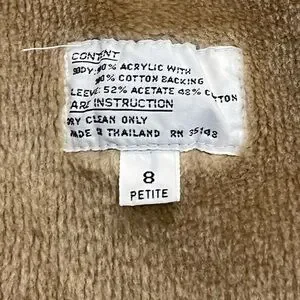 CONTENT
BODY: 100% ACRYLIC WITH
100% COTTON BACKING
SLEEVE: 52% ACETATE 48% COTTON
CARE INSTRUCTION
DRY CLEAN ONLY
MADE IN THAILAND RN 35148
8
PETITE